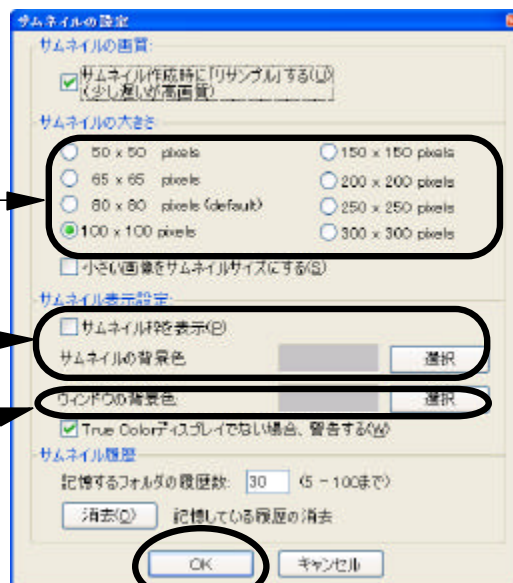 サムネイルの設定
サムネイルの画質:
サムネイル作成時に「リサンプル」する(U)
(少し遅いが高画質)
サムネイルの大きさ
50 x 50 pixels
150 x 150 pixels
65 x 65 pixels
200 x 200 pixels
80 x 80 pixels (default)
250 x 250 pixels
100 x 100 pixels
300 x 300 pixels
小さい画像をサムネイルサイズにする(S)
サムネイル表示設定:
サムネイル枠を表示(P)
サムネイルの背景色
選択
ウィンドウの背景色:
選択
True Colorディスプレイでない場合、警告する(W)
サムネイル履歴
記憶するフォルダの履歴数: 30 (5 - 100まで)
消去(D) 記憶している履歴の消去
OK キャンセル